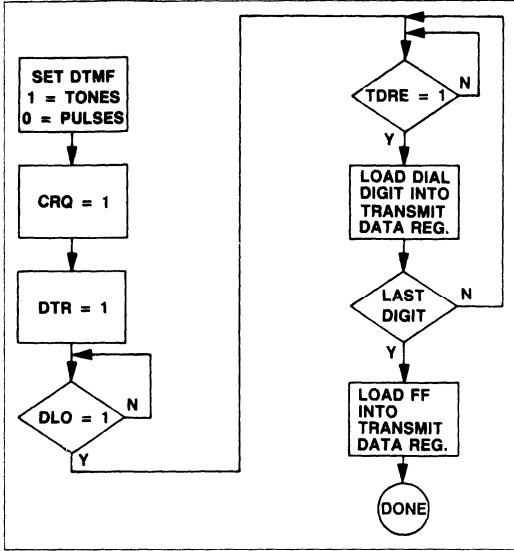 SET DTMF
1 = TONES
0 = PULSES
CRQ = 1
DTR = 1
DLO = 1
N
Y
TDRE = 1
N
Y
LOAD DIAL
DIGIT INTO
TRANSMIT
DATA REG.
LAST
DIGIT
N
Y
LOAD FF
INTO
TRANSMIT
DATA REG.
DONE